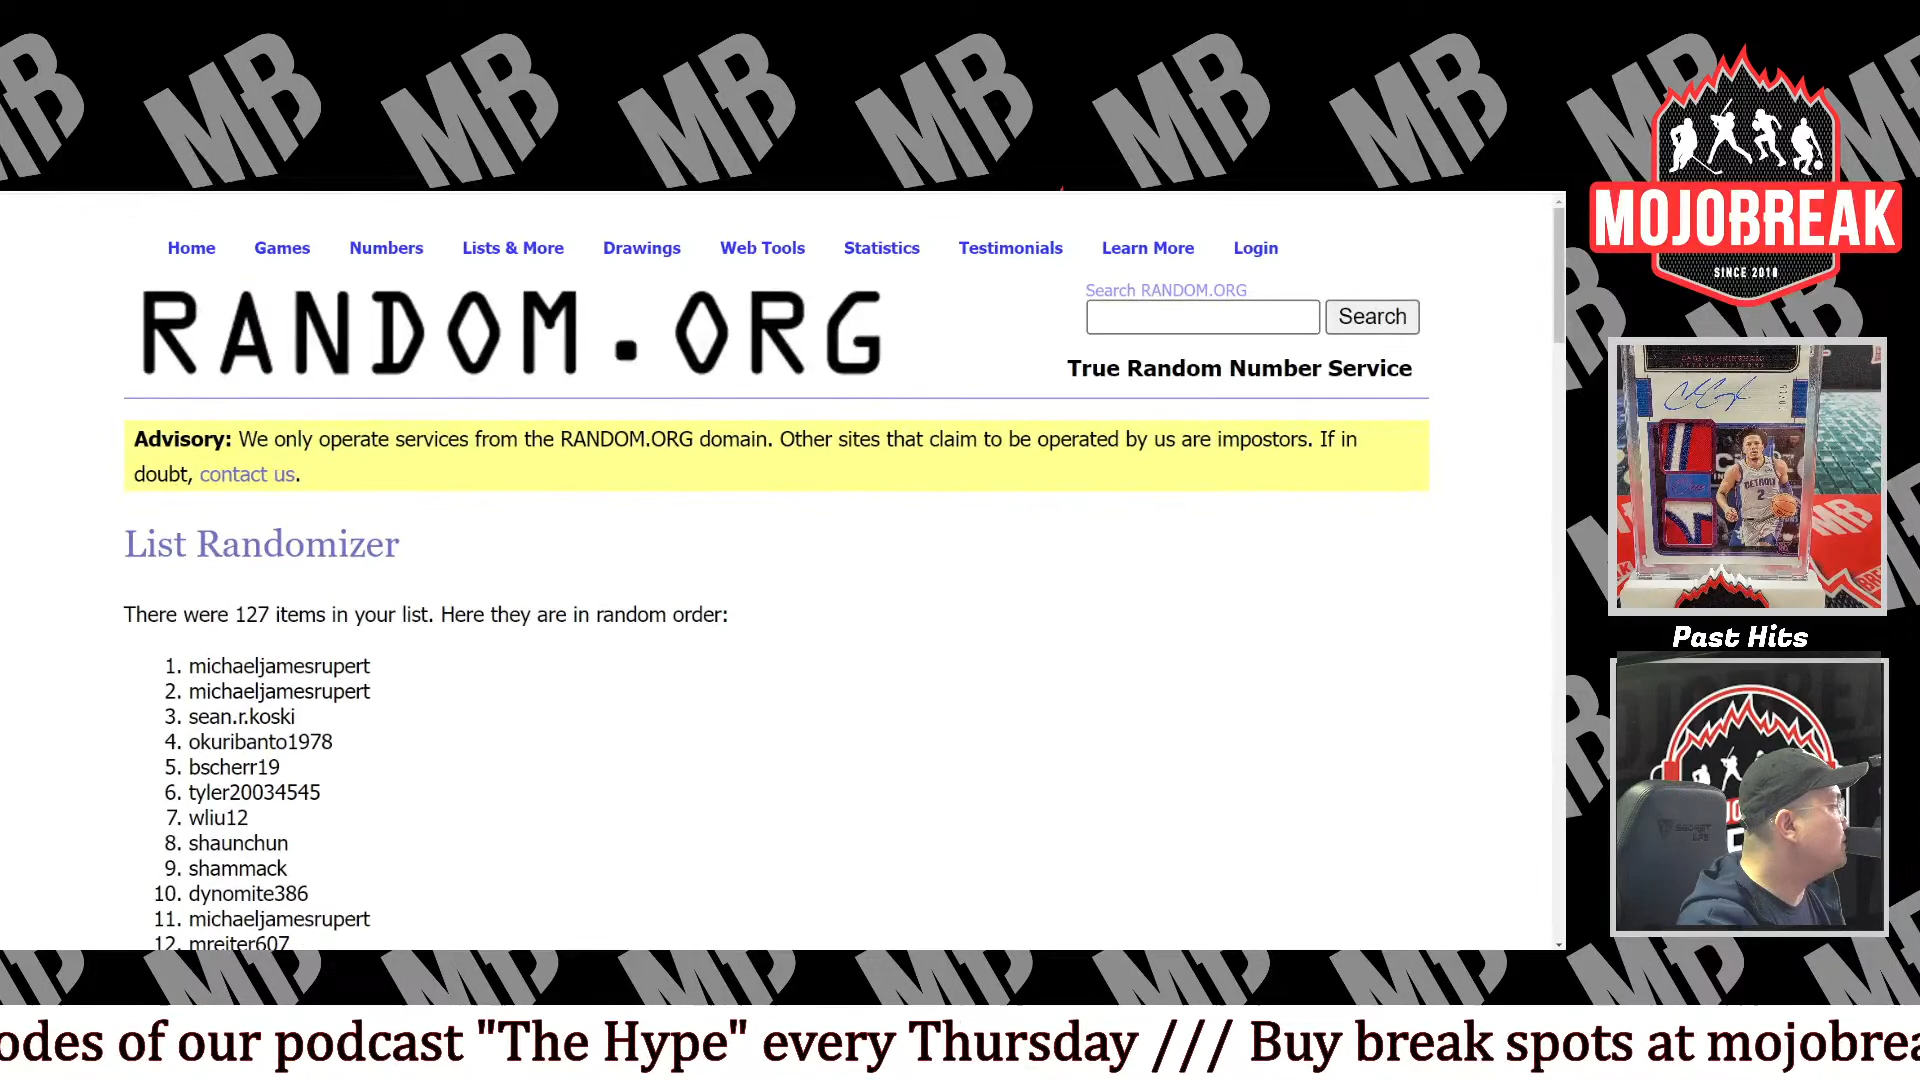 MB MB MB MB MB MB MB
MOJOBREAK
SINCE 2010
Home Games Numbers Lists & More Drawings Web Tools Statistics Testimonials Learn More Login
Search RANDOM.ORG
RANDOM.ORG
Search
True Random Number Service
Advisory: We only operate services from the RANDOM.ORG domain. Other sites that claim to be operated by us are impostors. If in
doubt, contact us.
List Randomizer
There were 127 items in your list. Here they are in random order:
1. michaeljamesrupert
2. michaeljamesrupert
3. sean.r.koski
4. okuribanto1978
5. bscherr19
6. tyler20034545
7. wliu12
8. shaunchun
9. shammack
10. dynomite386
11. michaeljamesrupert
12. mreiter607
DETROIT
2
Past Hits
odes of our podcast "The Hype" every Thursday /// Buy break spots at mojobrea